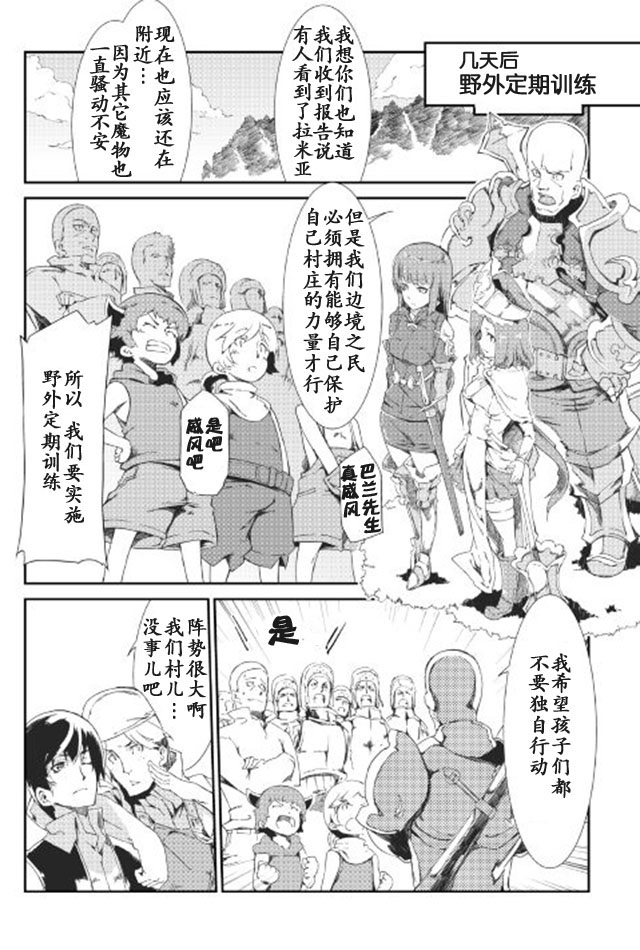 几天后
野外定期训练
我想你们也知道
我们收到报告说
有人看到了拉米亚
现在也应该还在
附近…
因为其它魔物也
一直骚动不安
但是我们边境之民
必须拥有能够自己保护
自己村庄的力量才行
巴兰先生
真威风
是吧
威风吧
所以 我们要实施
野外定期训练
我希望孩子们都
不要独自行动
是
阵势很大啊
我们村儿…
没事儿吧